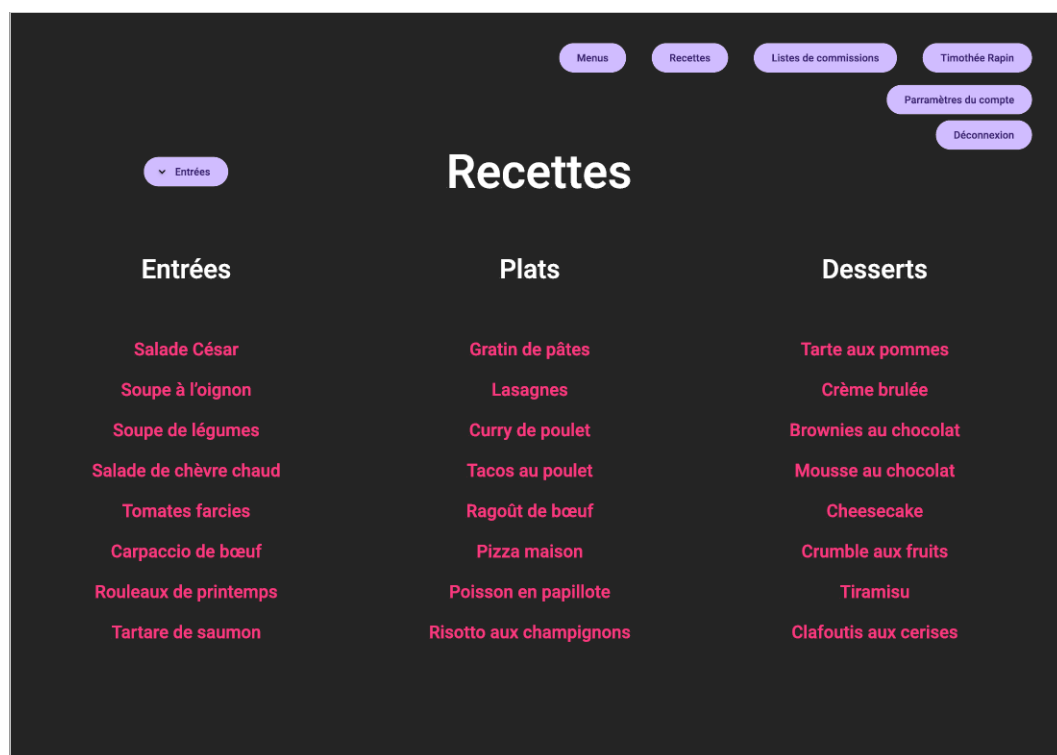 Menus Recettes Listes de commissions Timothée Rapin
Parramètres du compte
Déconnexion
Entrées
Recettes
Entrées Plats Desserts
Salade César Gratin de pâtes Tarte aux pommes
Soupe à l'oignon Lasagnes Crème brulée
Soupe de légumes Curry de poulet Brownies au chocolat
Salade de chèvre chaud Tacos au poulet Mousse au chocolat
Tomates farcies Ragoût de bœuf Cheesecake
Carpaccio de bœuf Pizza maison Crumble aux fruits
Rouleaux de printemps Poisson en papillote Tiramisu
Tartare de saumon Risotto aux champignons Clafoutis aux cerises